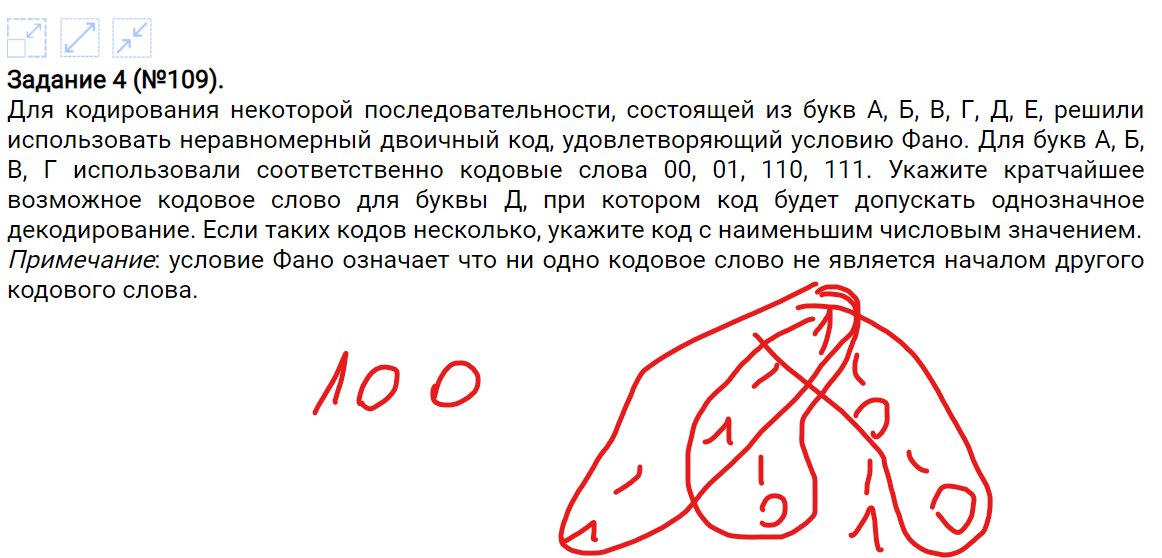 Задание 4 (№109).
Для кодирования некоторой последовательности, состоящей из букв А, Б, В, Г, Д, Е, решили
использовать неравномерный двоичный код, удовлетворяющий условию Фано. Для букв А, Б,
В, Г использовали соответственно кодовые слова 00, 01, 110, 111. Укажите кратчайшее
возможное кодовое слово для буквы Д, при котором код будет допускать однозначное
декодирование. Если таких кодов несколько, укажите код с наименьшим числовым значением.
Примечание: условие Фано означает что ни одно кодовое слово не является началом другого
кодового слова.
100
1
1 0
1 0 1 0